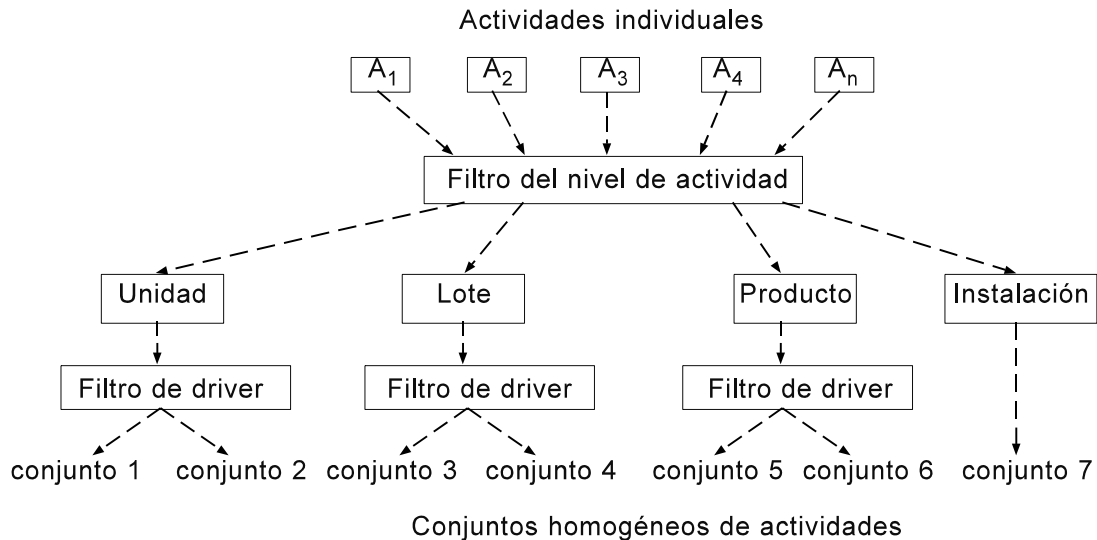 Actividades individuales
A1 A2 A3 A4 An
Filtro del nivel de actividad
Unidad Lote Producto Instalación
Filtro de driver Filtro de driver Filtro de driver
conjunto 1 conjunto 2 conjunto 3 conjunto 4 conjunto 5 conjunto 6 conjunto 7
Conjuntos homogéneos de actividades